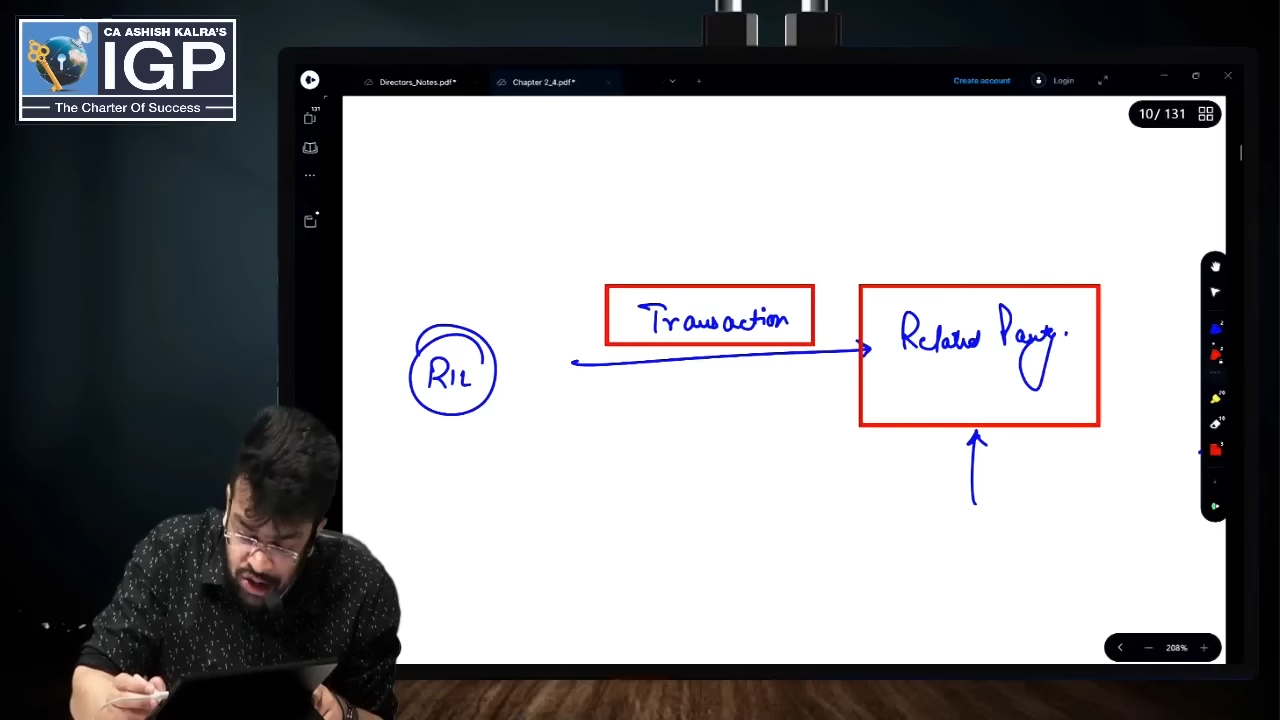 CA ASHISH KALRA'S
IGP
The Charter Of Success
Directors_Notes.pdf*
Chapter 2_4.pdf*
Create account
Login
131
10/ 131
Transaction
Related Party.
RIL
208%